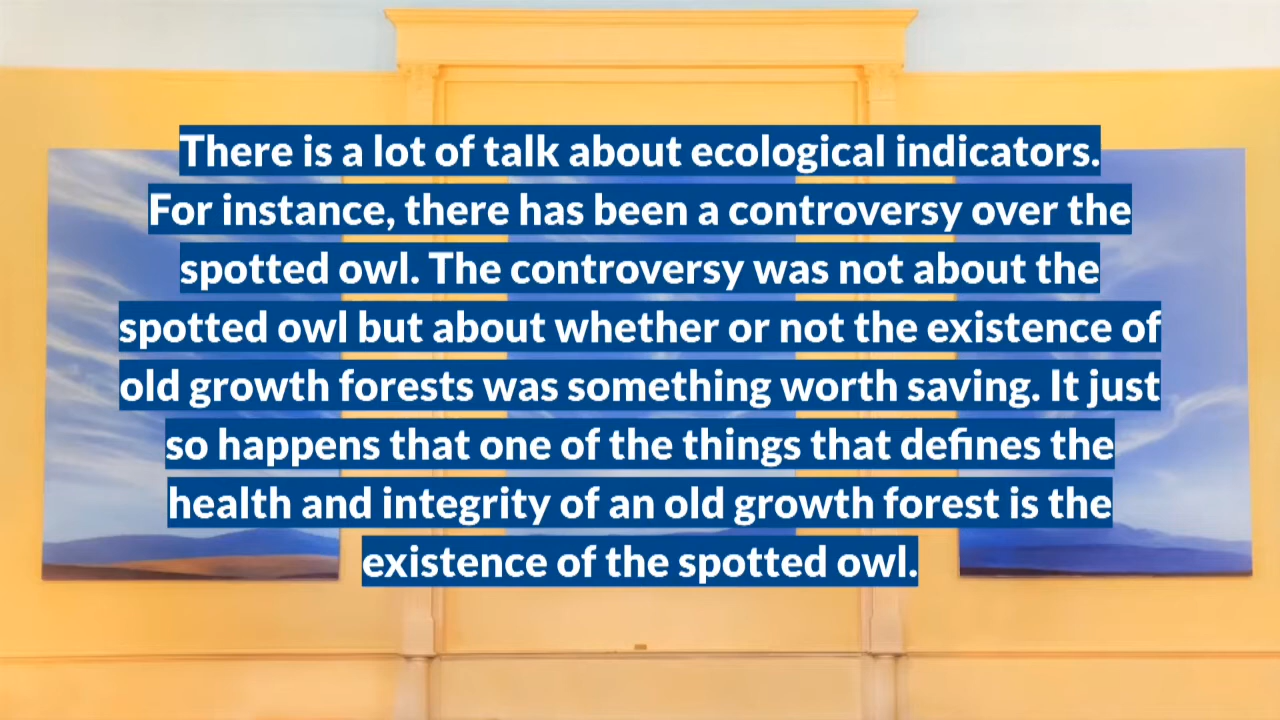 There is a lot of talk about ecological indicators.
For instance, there has been a controversy over the
spotted owl. The controversy was not about the
spotted owl but about whether or not the existence of
old growth forests was something worth saving. It just
so happens that one of the things that defines the
health and integrity of an old growth forest is the
existence of the spotted owl.